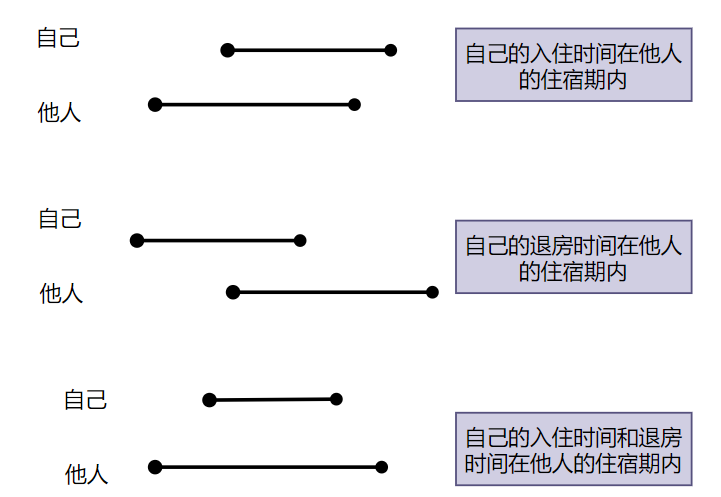 自己
自己的入住时间在他人
的住宿期内
他人
自己
自己的退房时间在他人
的住宿期内
他人
自己
自己的入住时间和退房
时间在他人的住宿期内
他人